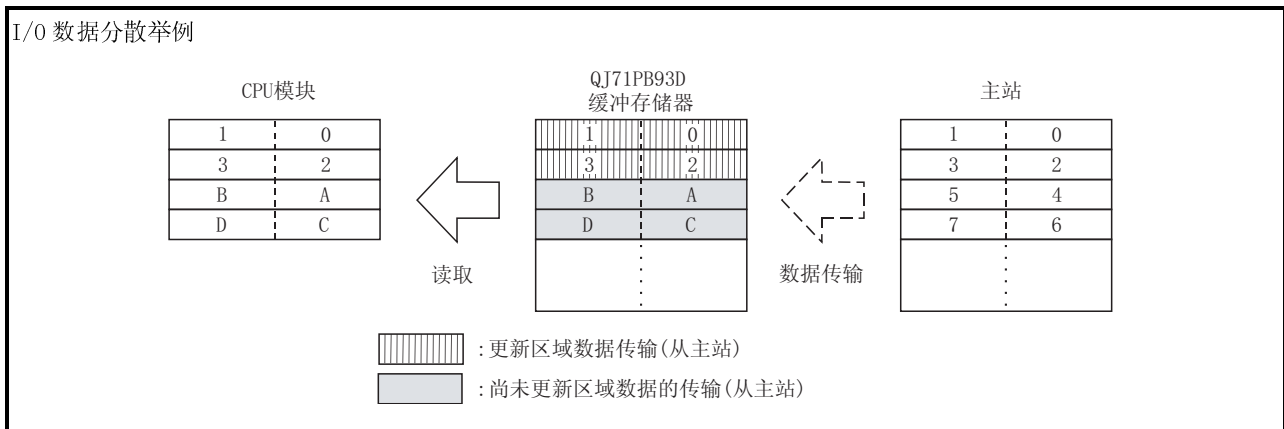 I/O 数据分散举例
CPU模块
QJ71PB93D
缓冲存储器
主站
1 0
3 2
B A
D C
1 0
3 2
B A
D C
1 0
3 2
5 4
7 6
读取
数据传输
:更新区域数据传输(从主站)
:尚未更新区域数据的传输(从主站)